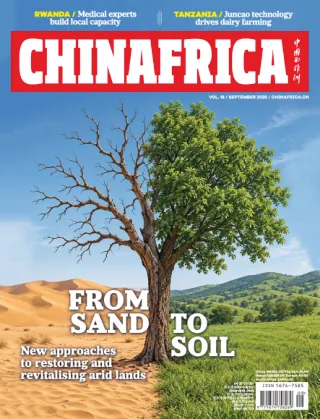 RWANDA / Medical experts
build local capacity
TANZANIA / Juncao technology
drives dairy farming
CHINAFRICA
中国与非洲
VOL. 18 / SEPTEMBER 2026 / CHINAFRICA.CN
FROM
SAND TO
SOIL
New approaches
to restoring and
revitalising arid lands
ISSN 1674-7585